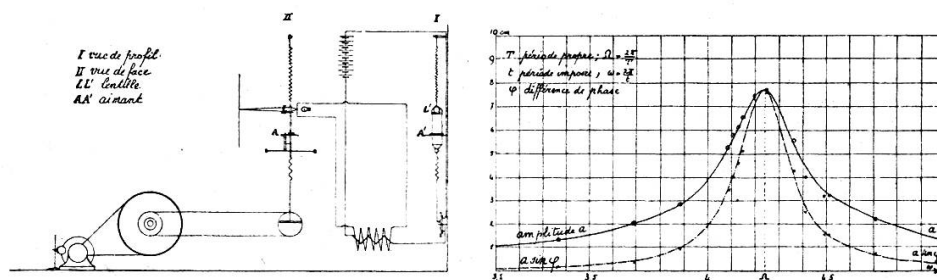 II
I
I vue de profil
II vue de face
LL' lentille
AA' aimant
A
L'
A'
10 cm
9
8
7
6
5
4
3
2
1
T période propre; Ω = 2π/T
t période imposée, ω = 2π/t
φ différence de phase
amplitude a
a
a sin φ
a sin φ
3.1
3.5
4
Ω
4.5